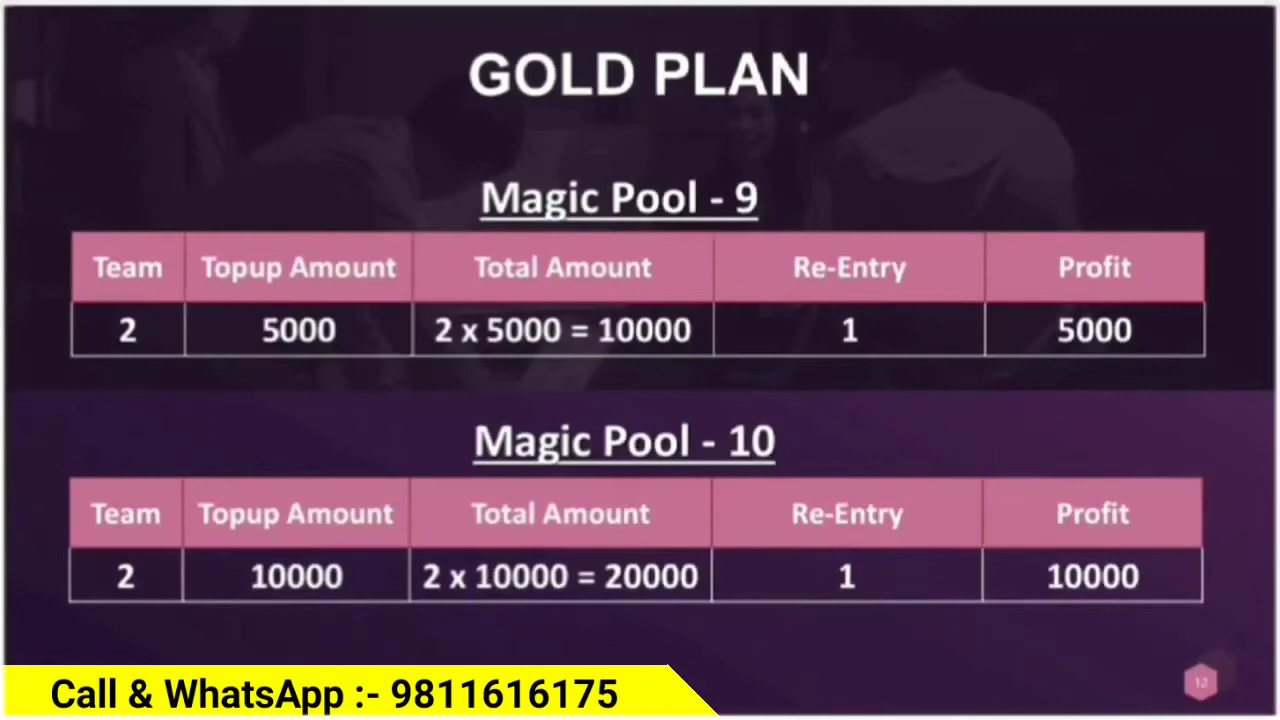 GOLD PLAN
Magic Pool - 9
Team Topup Amount Total Amount Re-Entry Profit
2 5000 2 x 5000 = 10000 1 5000
Magic Pool - 10
Team Topup Amount Total Amount Re-Entry Profit
2 10000 2 x 10000 = 20000 1 10000
Call & WhatsApp :- 9811616175
12